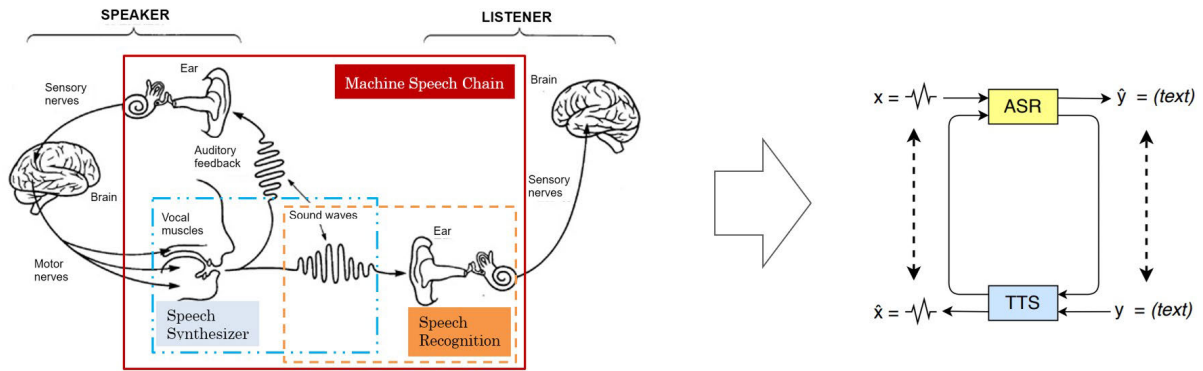 SPEAKER
LISTENER
Ear
Machine Speech Chain
Brain
Sensory
nerves
Auditory
feedback
Brain
Sensory
nerves
Vocal
muscles
Sound waves
Ear
Motor
nerves
Speech
Synthesizer
Speech
Recognition
x =
ASR
ŷ = (text)
x̂ =
TTS
y = (text)